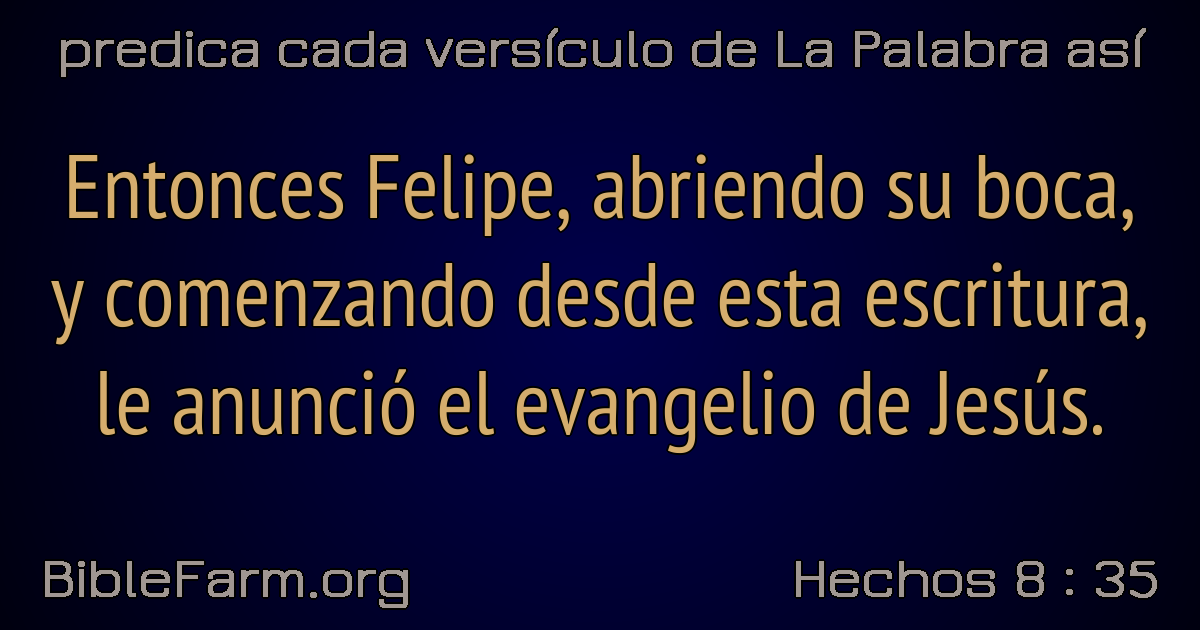 predica cada versículo de La Palabra así
Entonces Felipe, abriendo su boca,
y comenzando desde esta escritura,
le anunció el evangelio de Jesús.
BibleFarm.org
Hechos 8 : 35